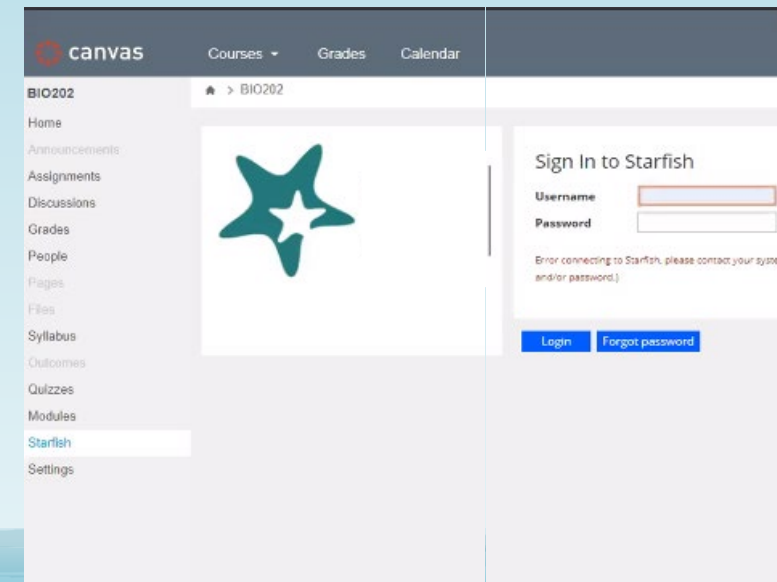 canvas
Courses
Grades
Calendar
BIO202
> BIO202
Home
Announcements
Assignments
Discussions
Grades
People
Pages
Files
Syllabus
Outcomes
Quizzes
Modules
Starfish
Settings
Sign In to Starfish
Username
Password
Error connecting to Starfish, please contact your syste
and/or password.)
Login
Forgot password